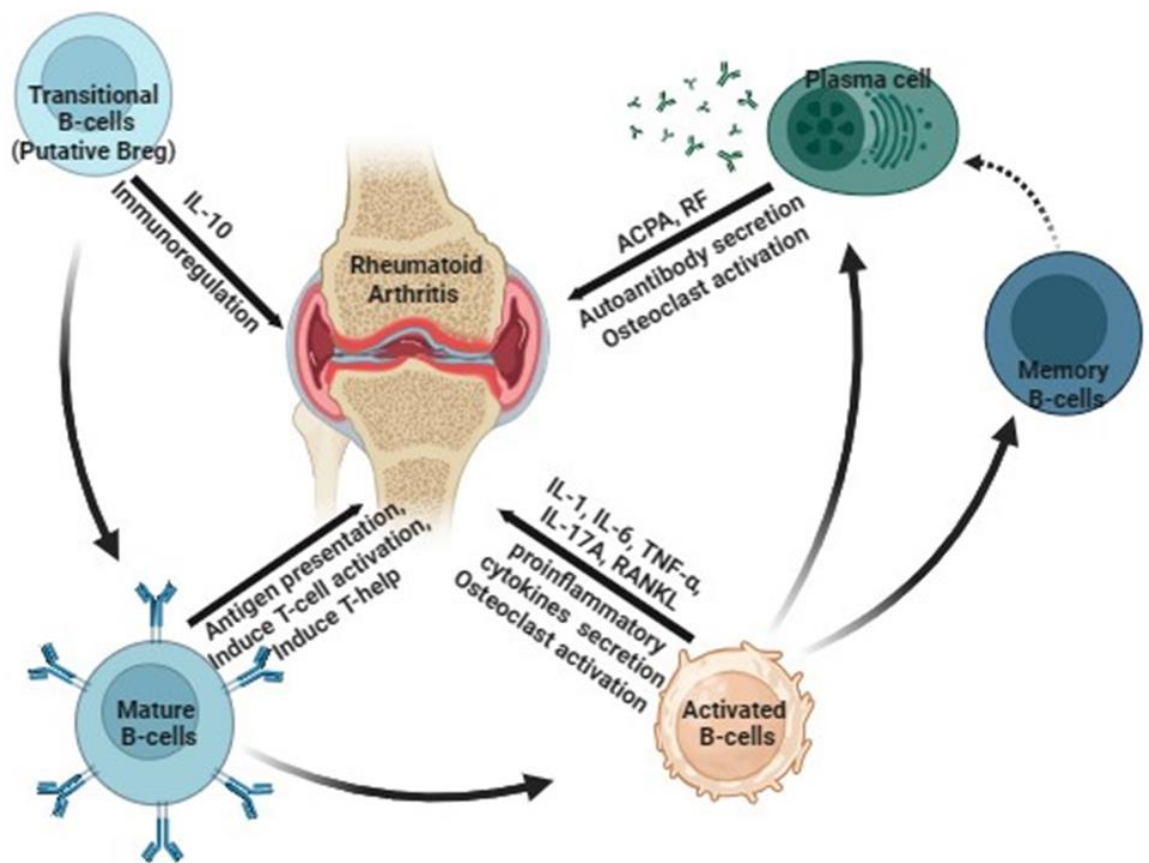 Transitional
B-cells
(Putative Breg)
IL-10
Immunoregulation
Plasma cell
ACPA, RF
Autoantibody secretion
Osteoclast activation
Rheumatoid
Arthritis
Memory
B-cells
Antigen presentation,
Induce T-cell activation,
Induce T-help
IL-1, IL-6, TNF-α,
IL-17A, RANKL
proinflammatory
cytokines secretion
Osteoclast activation
Mature
B-cells
Activated
B-cells